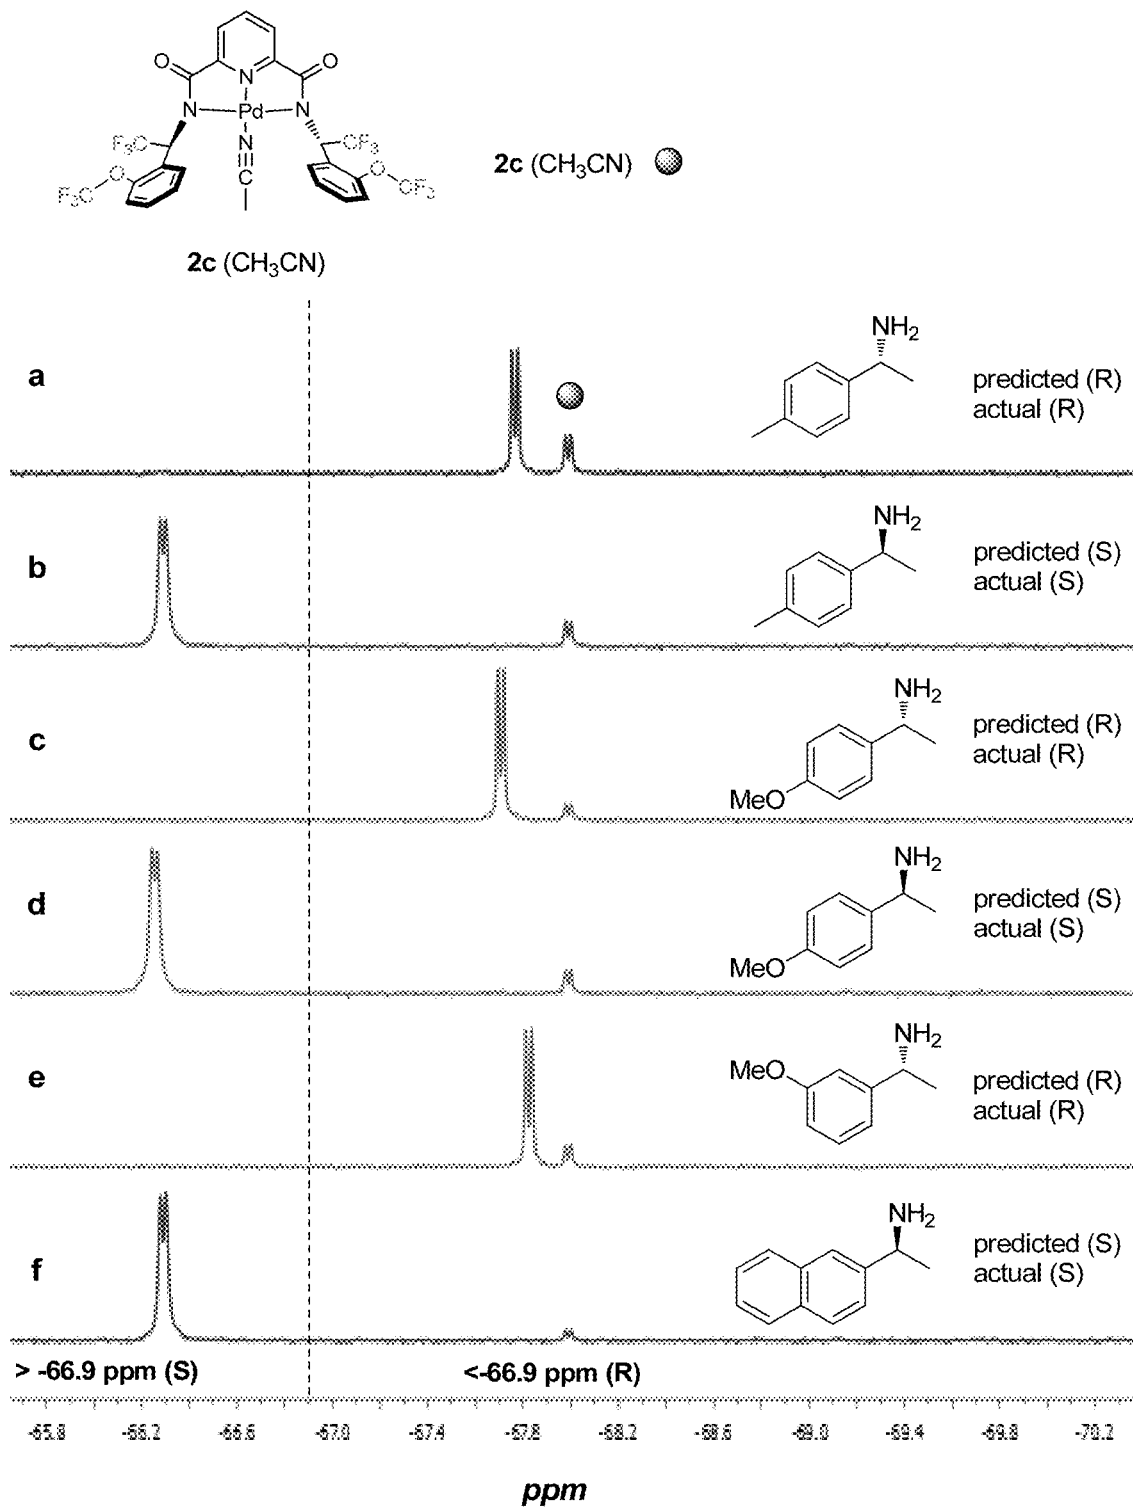 O
N
O
N
Pd
N
F₃C
CF₃
N
O
C
O
F₃C
CF₃
2c (CH₃CN)
2c (CH₃CN)
NH₂
a
predicted (R)
actual (R)
NH₂
b
predicted (S)
actual (S)
NH₂
c
predicted (R)
actual (R)
MeO
NH₂
d
predicted (S)
actual (S)
MeO
NH₂
e
MeO
predicted (R)
actual (R)
NH₂
f
predicted (S)
actual (S)
> -66.9 ppm (S)
<-66.9 ppm (R)
-65.8 -66.2 -66.6 -67.0 -67.4 -67.8 -68.2 -68.6 -69.0 -69.4 -69.8 -70.2
ppm